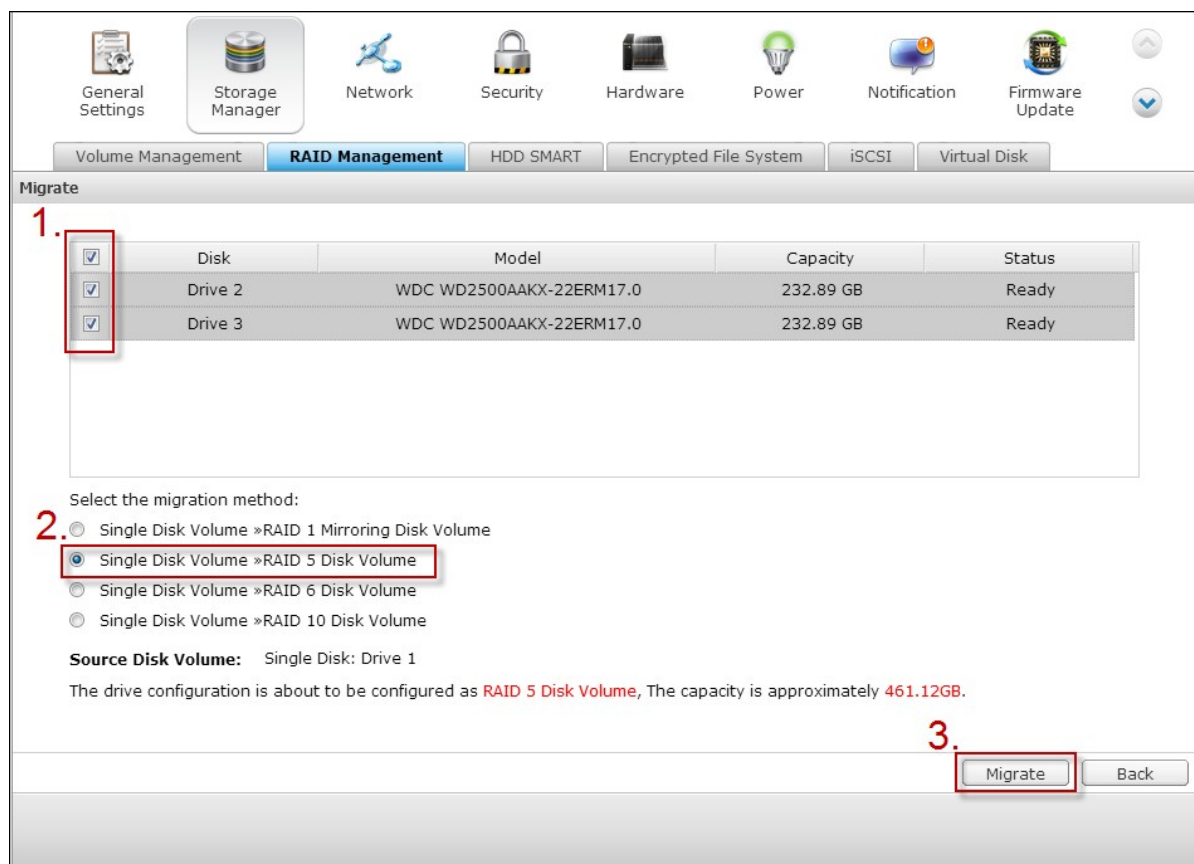 General Settings
Storage Manager
Network
Security
Hardware
Power
Notification
Firmware Update
Volume Management
RAID Management
HDD SMART
Encrypted File System
iSCSI
Virtual Disk
Migrate
1.
Disk Model Capacity Status
Drive 2 WDC WD2500AAKX-22ERM17.0 232.89 GB Ready
Drive 3 WDC WD2500AAKX-22ERM17.0 232.89 GB Ready
Select the migration method:
2.
Single Disk Volume »RAID 1 Mirroring Disk Volume
Single Disk Volume »RAID 5 Disk Volume
Single Disk Volume »RAID 6 Disk Volume
Single Disk Volume »RAID 10 Disk Volume
Source Disk Volume: Single Disk: Drive 1
The drive configuration is about to be configured as RAID 5 Disk Volume, The capacity is approximately 461.12GB.
3.
Migrate
Back